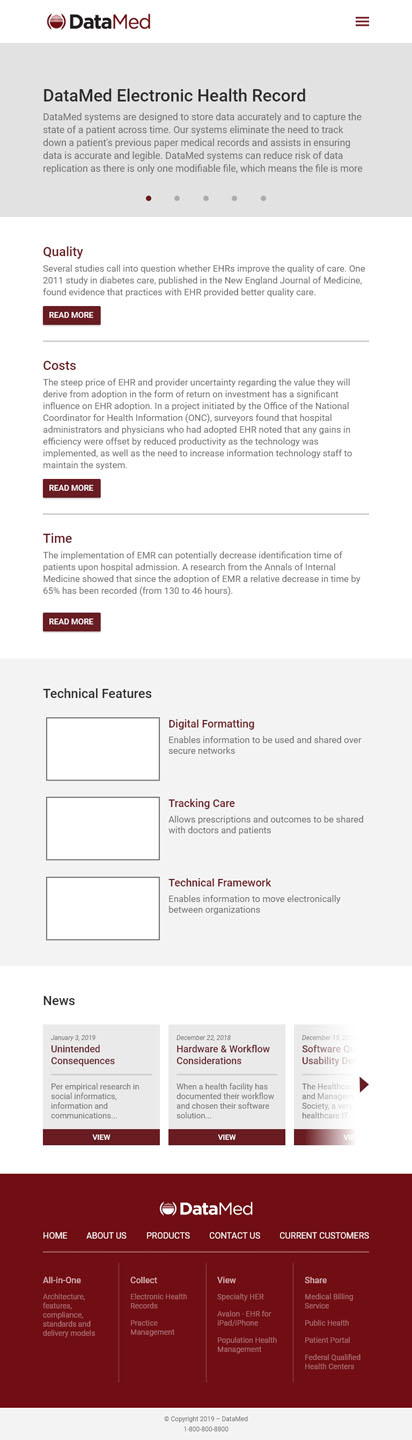 DataMed
DataMed Electronic Health Record
DataMed systems are designed to store data accurately and to capture the
state of a patient across time. Our systems eliminate the need to track
down a patient's previous paper medical records and assists in ensuring
data is accurate and legible. DataMed systems can reduce risk of data
replication as there is only one modifiable file, which means the file is more
Quality
Several studies call into question whether EHRs improve the quality of care. One
2011 study in diabetes care, published in the New England Journal of Medicine,
found evidence that practices with EHR provided better quality care.
READ MORE
Costs
The steep price of EHR and provider uncertainty regarding the value they will
derive from adoption in the form of return on investment has a significant
influence on EHR adoption. In a project initiated by the Office of the National
Coordinator for Health Information (ONC), surveyors found that hospital
administrators and physicians who had adopted EHR noted that any gains in
efficiency were offset by reduced productivity as the technology was
implemented, as well as the need to increase information technology staff to
maintain the system.
READ MORE
Time
The implementation of EMR can potentially decrease identification time of
patients upon hospital admission. A research from the Annals of Internal
Medicine showed that since the adoption of EMR a relative decrease in time by
65% has been recorded (from 130 to 46 hours).
READ MORE
Technical Features
Digital Formatting
Enables information to be used and shared over
secure networks
Tracking Care
Allows prescriptions and outcomes to be shared
with doctors and patients
Technical Framework
Enables information to move electronically
between organizations
News
January 3, 2019
Unintended
Consequences
Per empirical research in
social informatics,
information and
communications...
VIEW
December 22, 2018
Hardware & Workflow
Considerations
When a health facility has
documented their workflow
and chosen their software
solution...
VIEW
December
Software
Usability
The
and
Society, a
healthcare
DataMed
HOME ABOUT US PRODUCTS CONTACT US CURRENT CUSTOMERS
All-in-One
Architecture,
features,
compliance,
standards and
delivery models
Collect
Electronic Health
Records
Practice
Management
View
Specialty HER
Avalon - EHR for
iPad/iPhone
Population Health
Management
Share
Medical Billing
Service
Public Health
Patient Portal
Federal Qualified
Health Centers
© Copyright 2019 – DataMed
1-800-800-8800